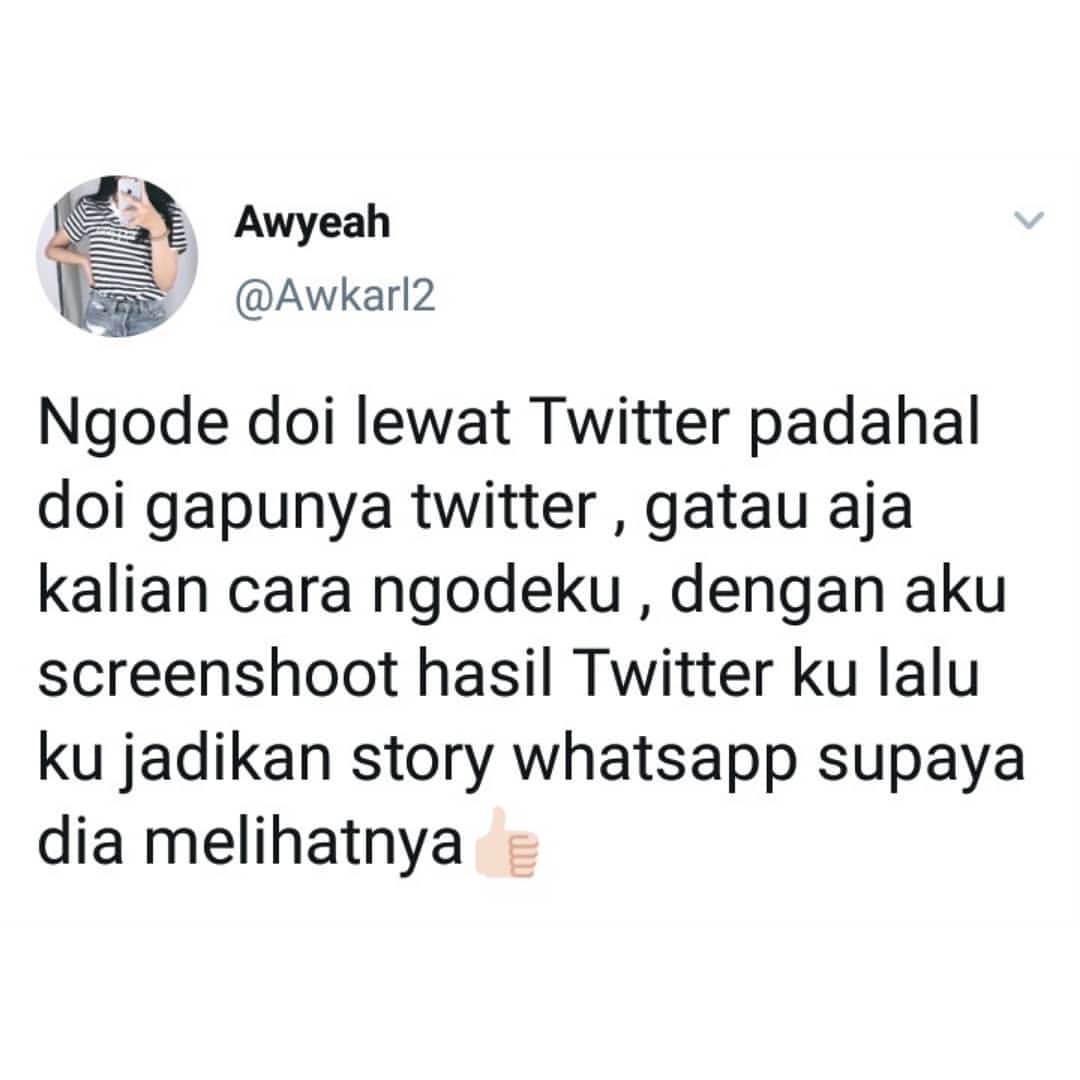 Awyeah
@Awkarl2
Ngode doi lewat Twitter padahal
doi gapunya twitter , gatau aja
kalian cara ngodeku , dengan aku
screenshoot hasil Twitter ku lalu
ku jadikan story whatsapp supaya
dia melihatnya👍🏻